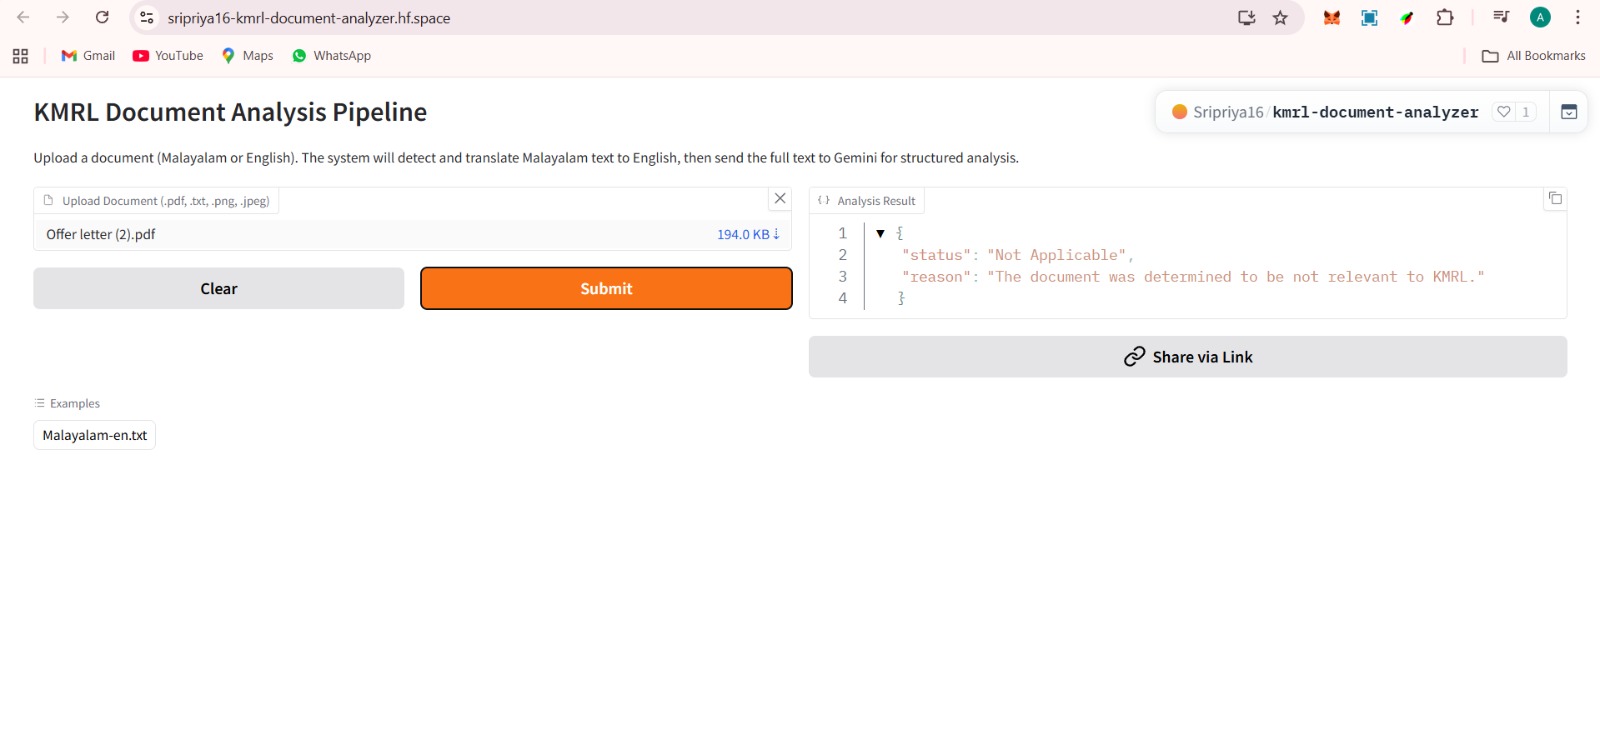 sripriya16-kmrl-document-analyzer.hf.space
A
Gmail YouTube Maps WhatsApp All Bookmarks
KMRL Document Analysis Pipeline
Sripriya16/kmrl-document-analyzer 1
Upload a document (Malayalam or English). The system will detect and translate Malayalam text to English, then send the full text to Gemini for structured analysis.
Upload Document (.pdf, .txt, .png, .jpeg)
Offer letter (2).pdf 194.0 KB ↓
Clear Submit
{ } Analysis Result
1 ▼ {
2 "status": "Not Applicable",
3 "reason": "The document was determined to be not relevant to KMRL."
4 }
Share via Link
Examples
Malayalam-en.txt